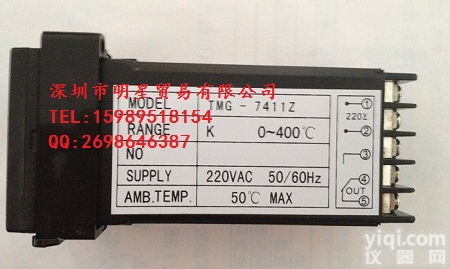 深圳市明星贸易有限公司
TEL:15989518154
QQ:2698646387
MODEL TMG - 7411Z
RANGE K 0~400℃
NO
SUPPLY 220VAC 50/60Hz
AMB.TEMP. 50℃ MAX
① 220V
②
③
④ OUT
⑤
yiqi.com
仪器网